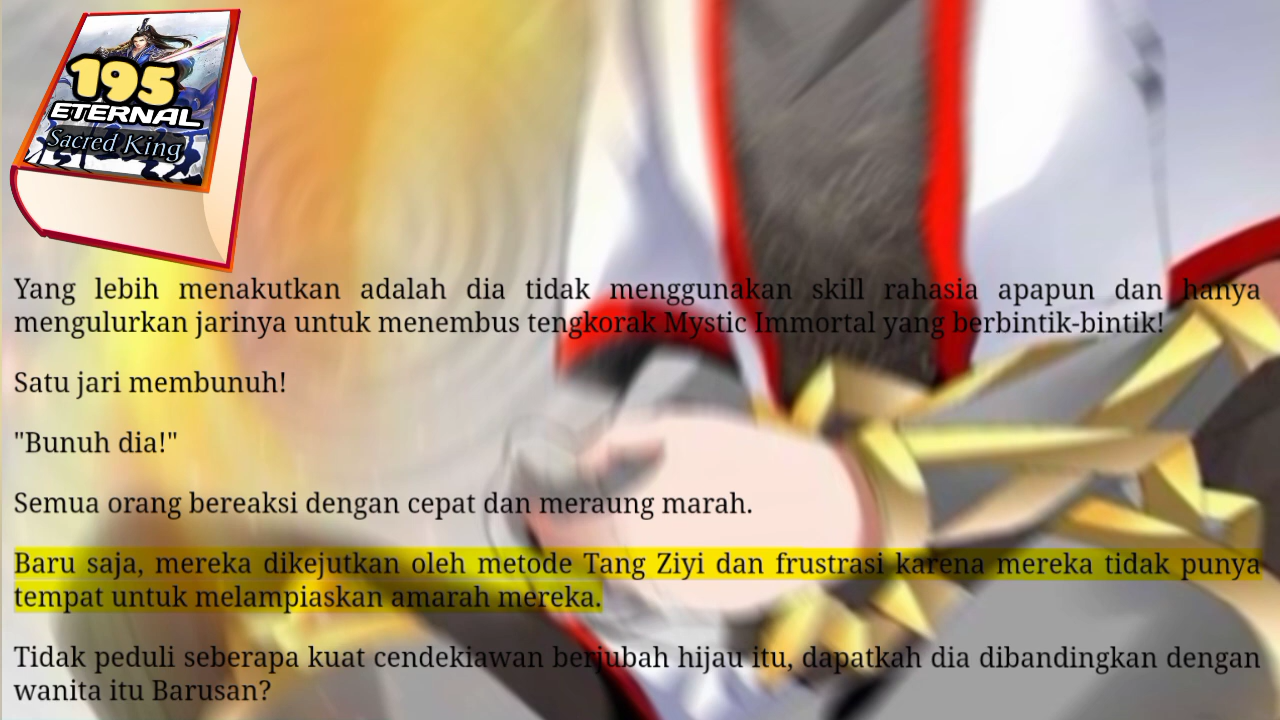 195
ETERNAL
Sacred King
Yang lebih menakutkan adalah dia tidak menggunakan skill rahasia apapun dan hanya
mengulurkan jarinya untuk menembus tengkorak Mystic Immortal yang berbintik-bintik!
Satu jari membunuh!
"Bunuh dia!"
Semua orang bereaksi dengan cepat dan meraung marah.
Baru saja, mereka dikejutkan oleh metode Tang Ziyi dan frustrasi karena mereka tidak punya
tempat untuk melampiaskan amarah mereka.
Tidak peduli seberapa kuat cendekiawan berjubah hijau itu, dapatkah dia dibandingkan dengan
wanita itu Barusan?